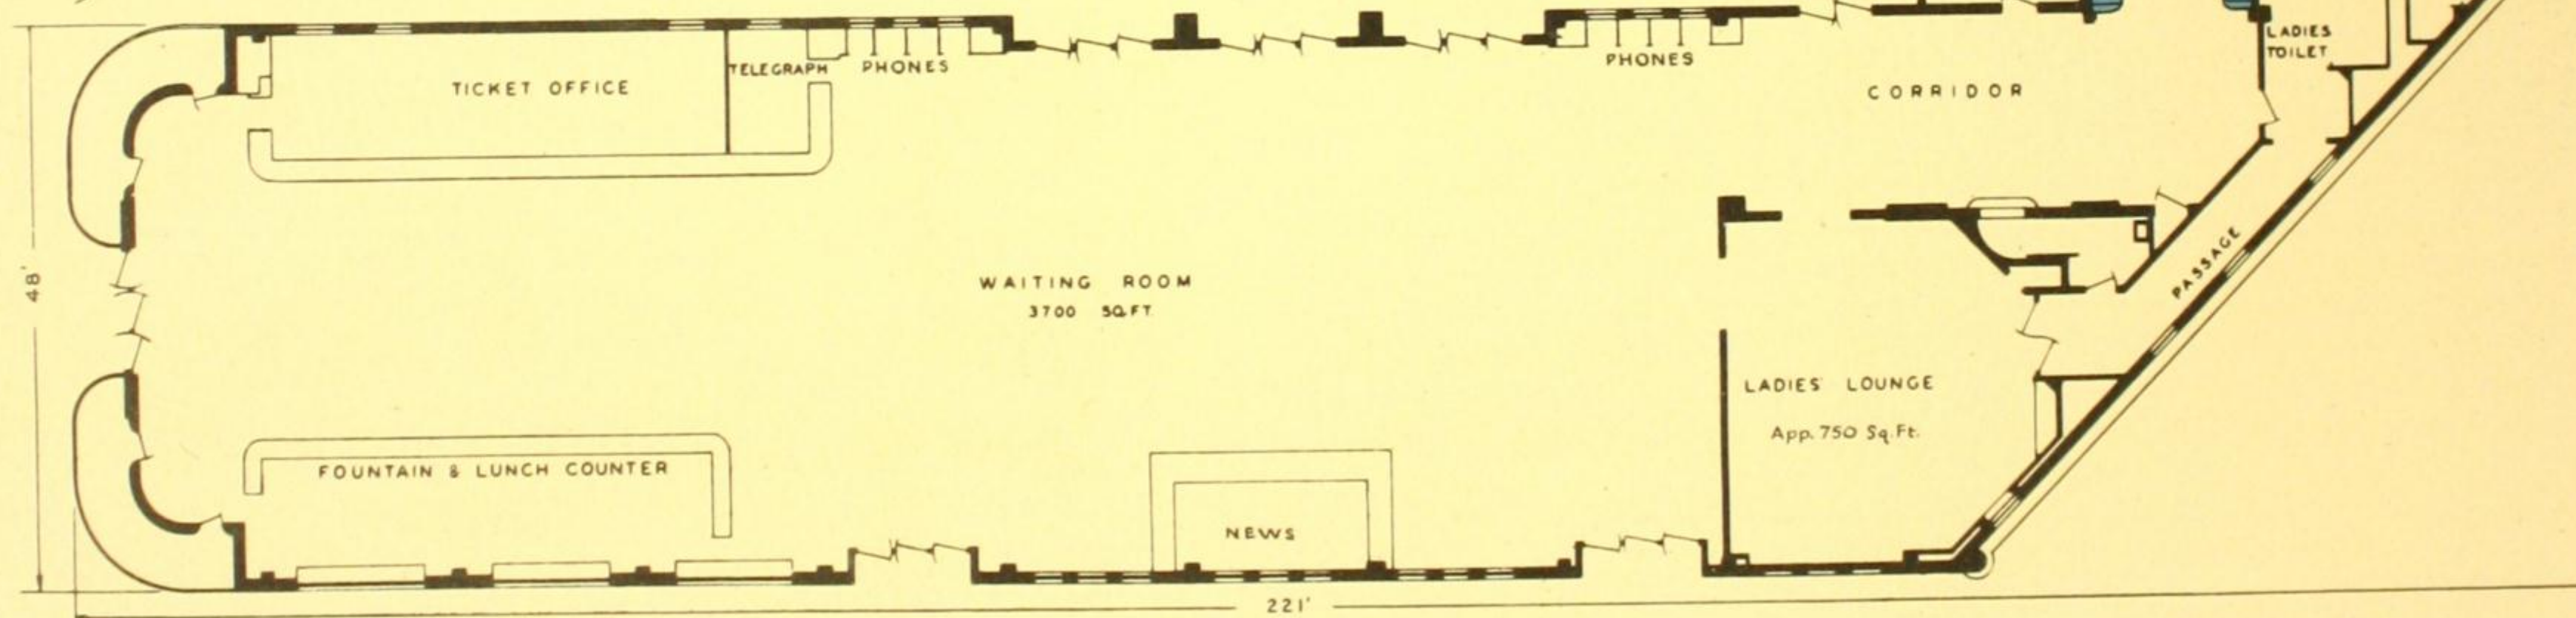 TICKET OFFICE
TELEGRAPH
PHONES
PHONES
CORRIDOR
LADIES
TOILET
48'
WAITING ROOM
3700 SQ.FT.
PASSAGE
LADIES' LOUNGE
App. 750 Sq.Ft.
FOUNTAIN & LUNCH COUNTER
NEWS
221'